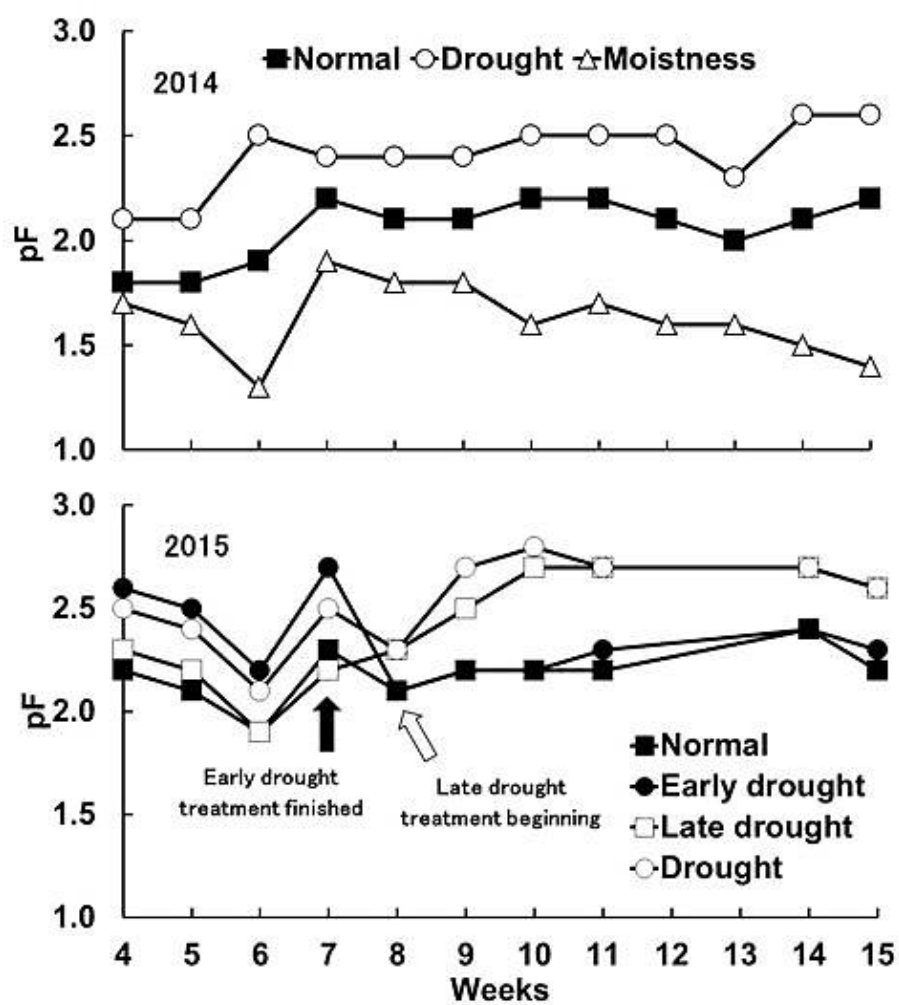 3.0
2014
Normal Drought Moistness
2.5
2.0
pF
1.5
1.0
3.0
2015
2.5
pF
2.0
1.5
1.0
Early drought
treatment finished
Late drought
treatment beginning
Normal
Early drought
Late drought
Drought
4 5 6 7 8 9 10 11 12 13 14 15
Weeks